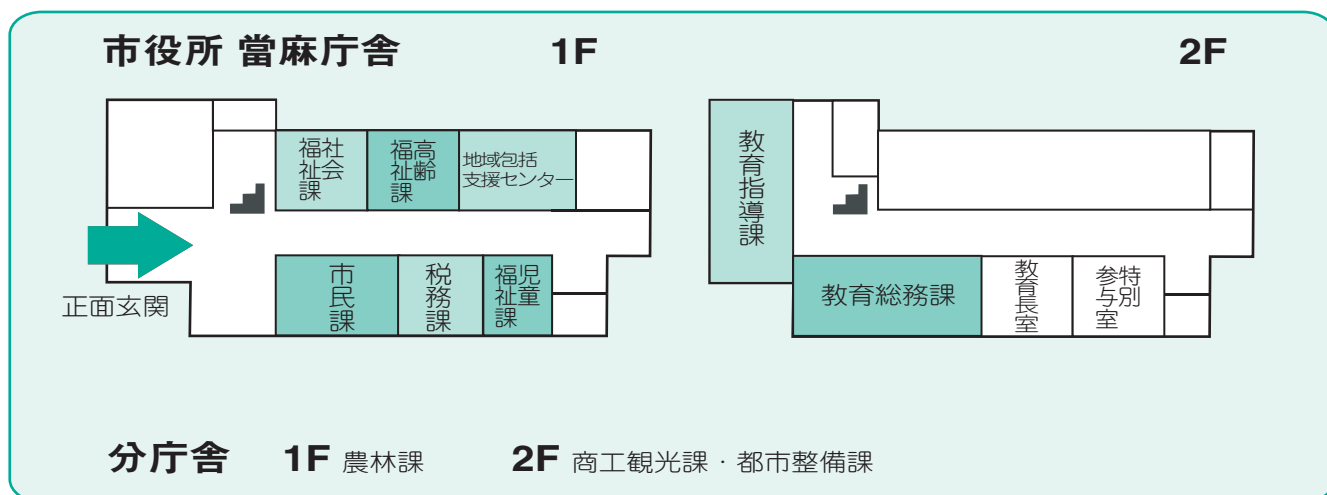 市役所 當麻庁舎 1F 2F
社会
福祉課
高齢
福祉課
地域包括
支援センター
正面玄関
市民課
税務課
児童
福祉課
教育指導課
教育総務課
教育長室
特別
参与室
分庁舎 1F 農林課 2F 商工観光課・都市整備課